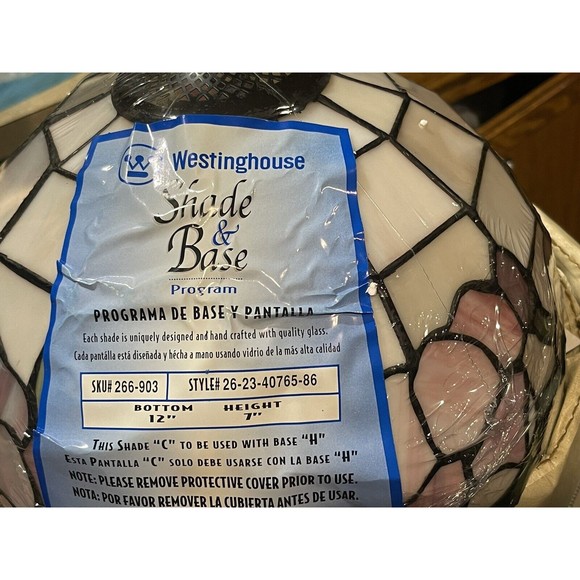 Westinghouse
Shade
&
Base
Program
PROGRAMA DE BASE Y PANTALLA
Each shade is uniquely designed and hand crafted with quality glass.
Cada pantalla está diseñada y hécha a mano usando vidrio de la más alta calidad
SKU# 266-903 STYLE# 26-23-40765-86
BOTTOM HEIGHT
12" 7"
THIS SHADE "C" TO BE USED WITH BASE "H"
ESTA PANTALLA "C" SOLO DEBE USARSE CON LA BASE "H"
NOTE: PLEASE REMOVE PROTECTIVE COVER PRIOR TO USE.
NOTA: POR FAVOR REMOVER LA CUBIERTA ANTES DE USAR.